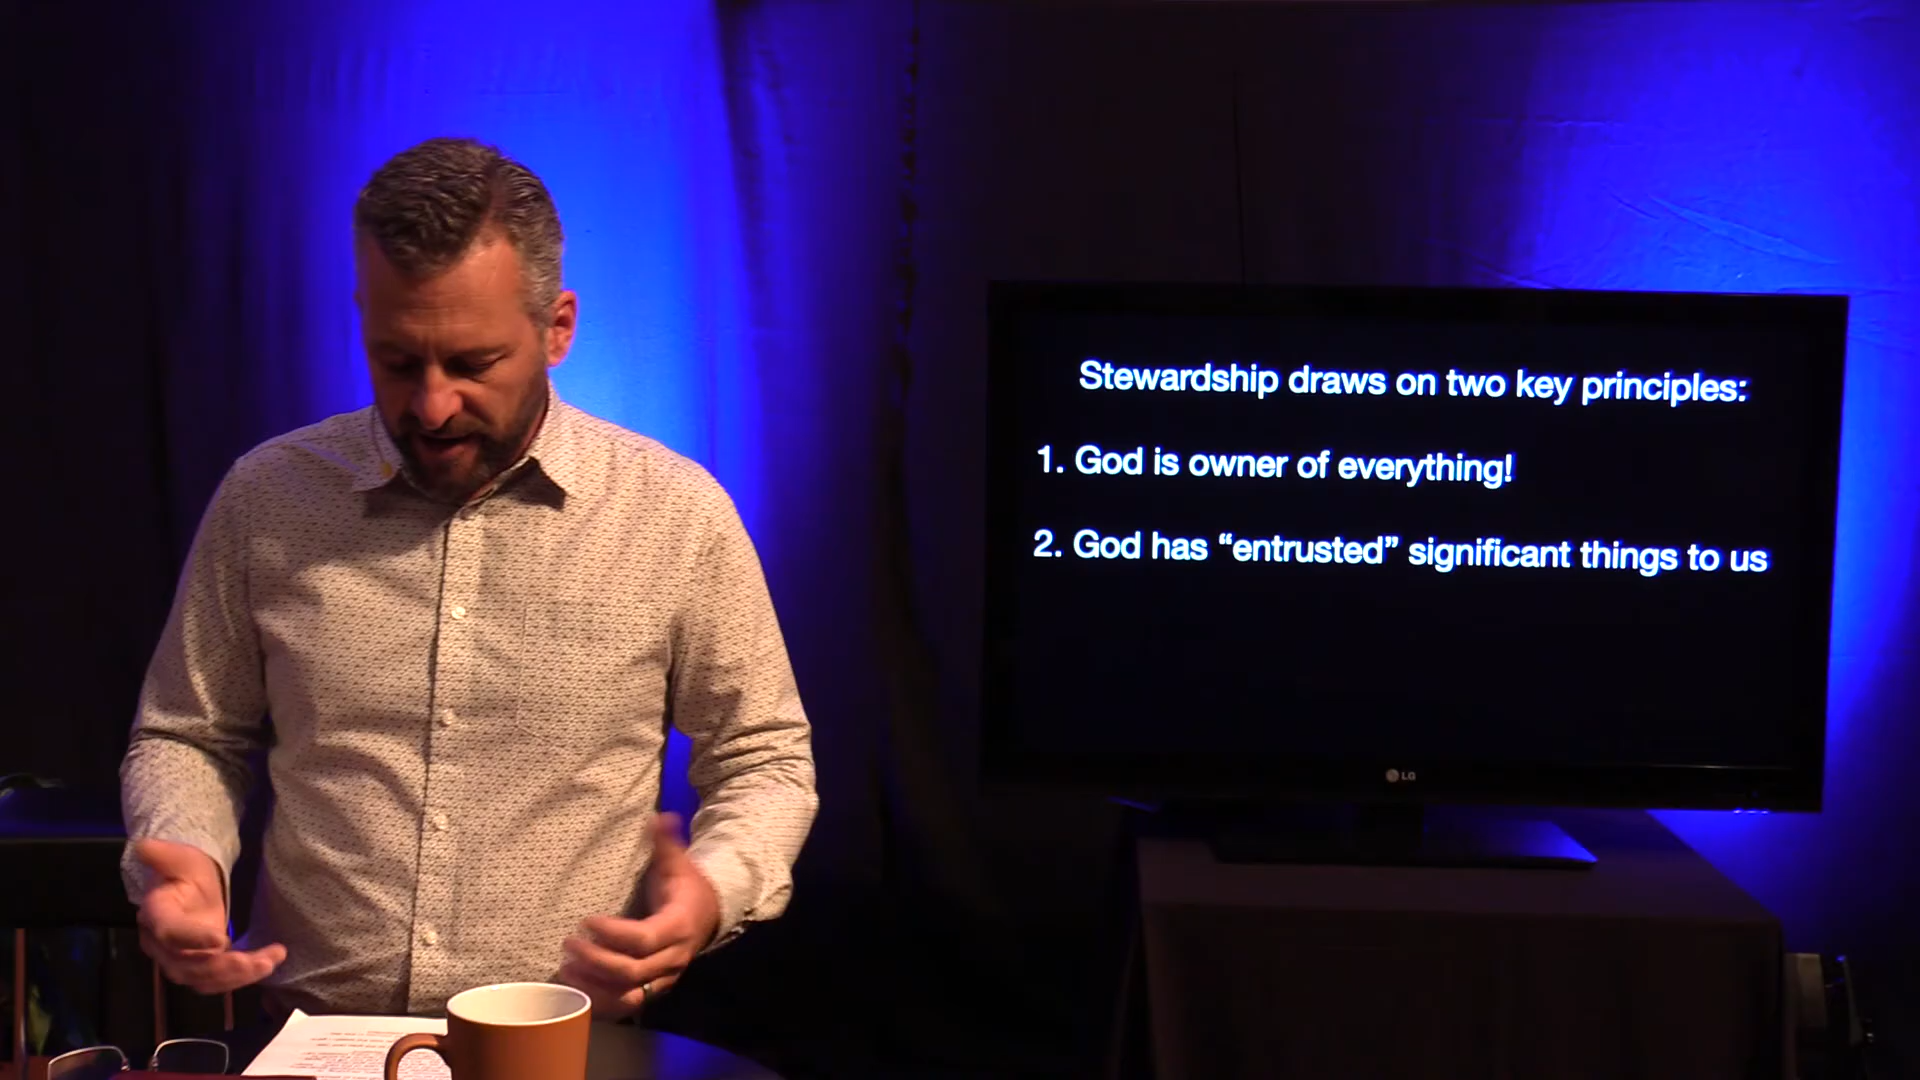 Stewardship draws on two key principles:
1. God is owner of everything!
2. God has “entrusted” significant things to us
LG